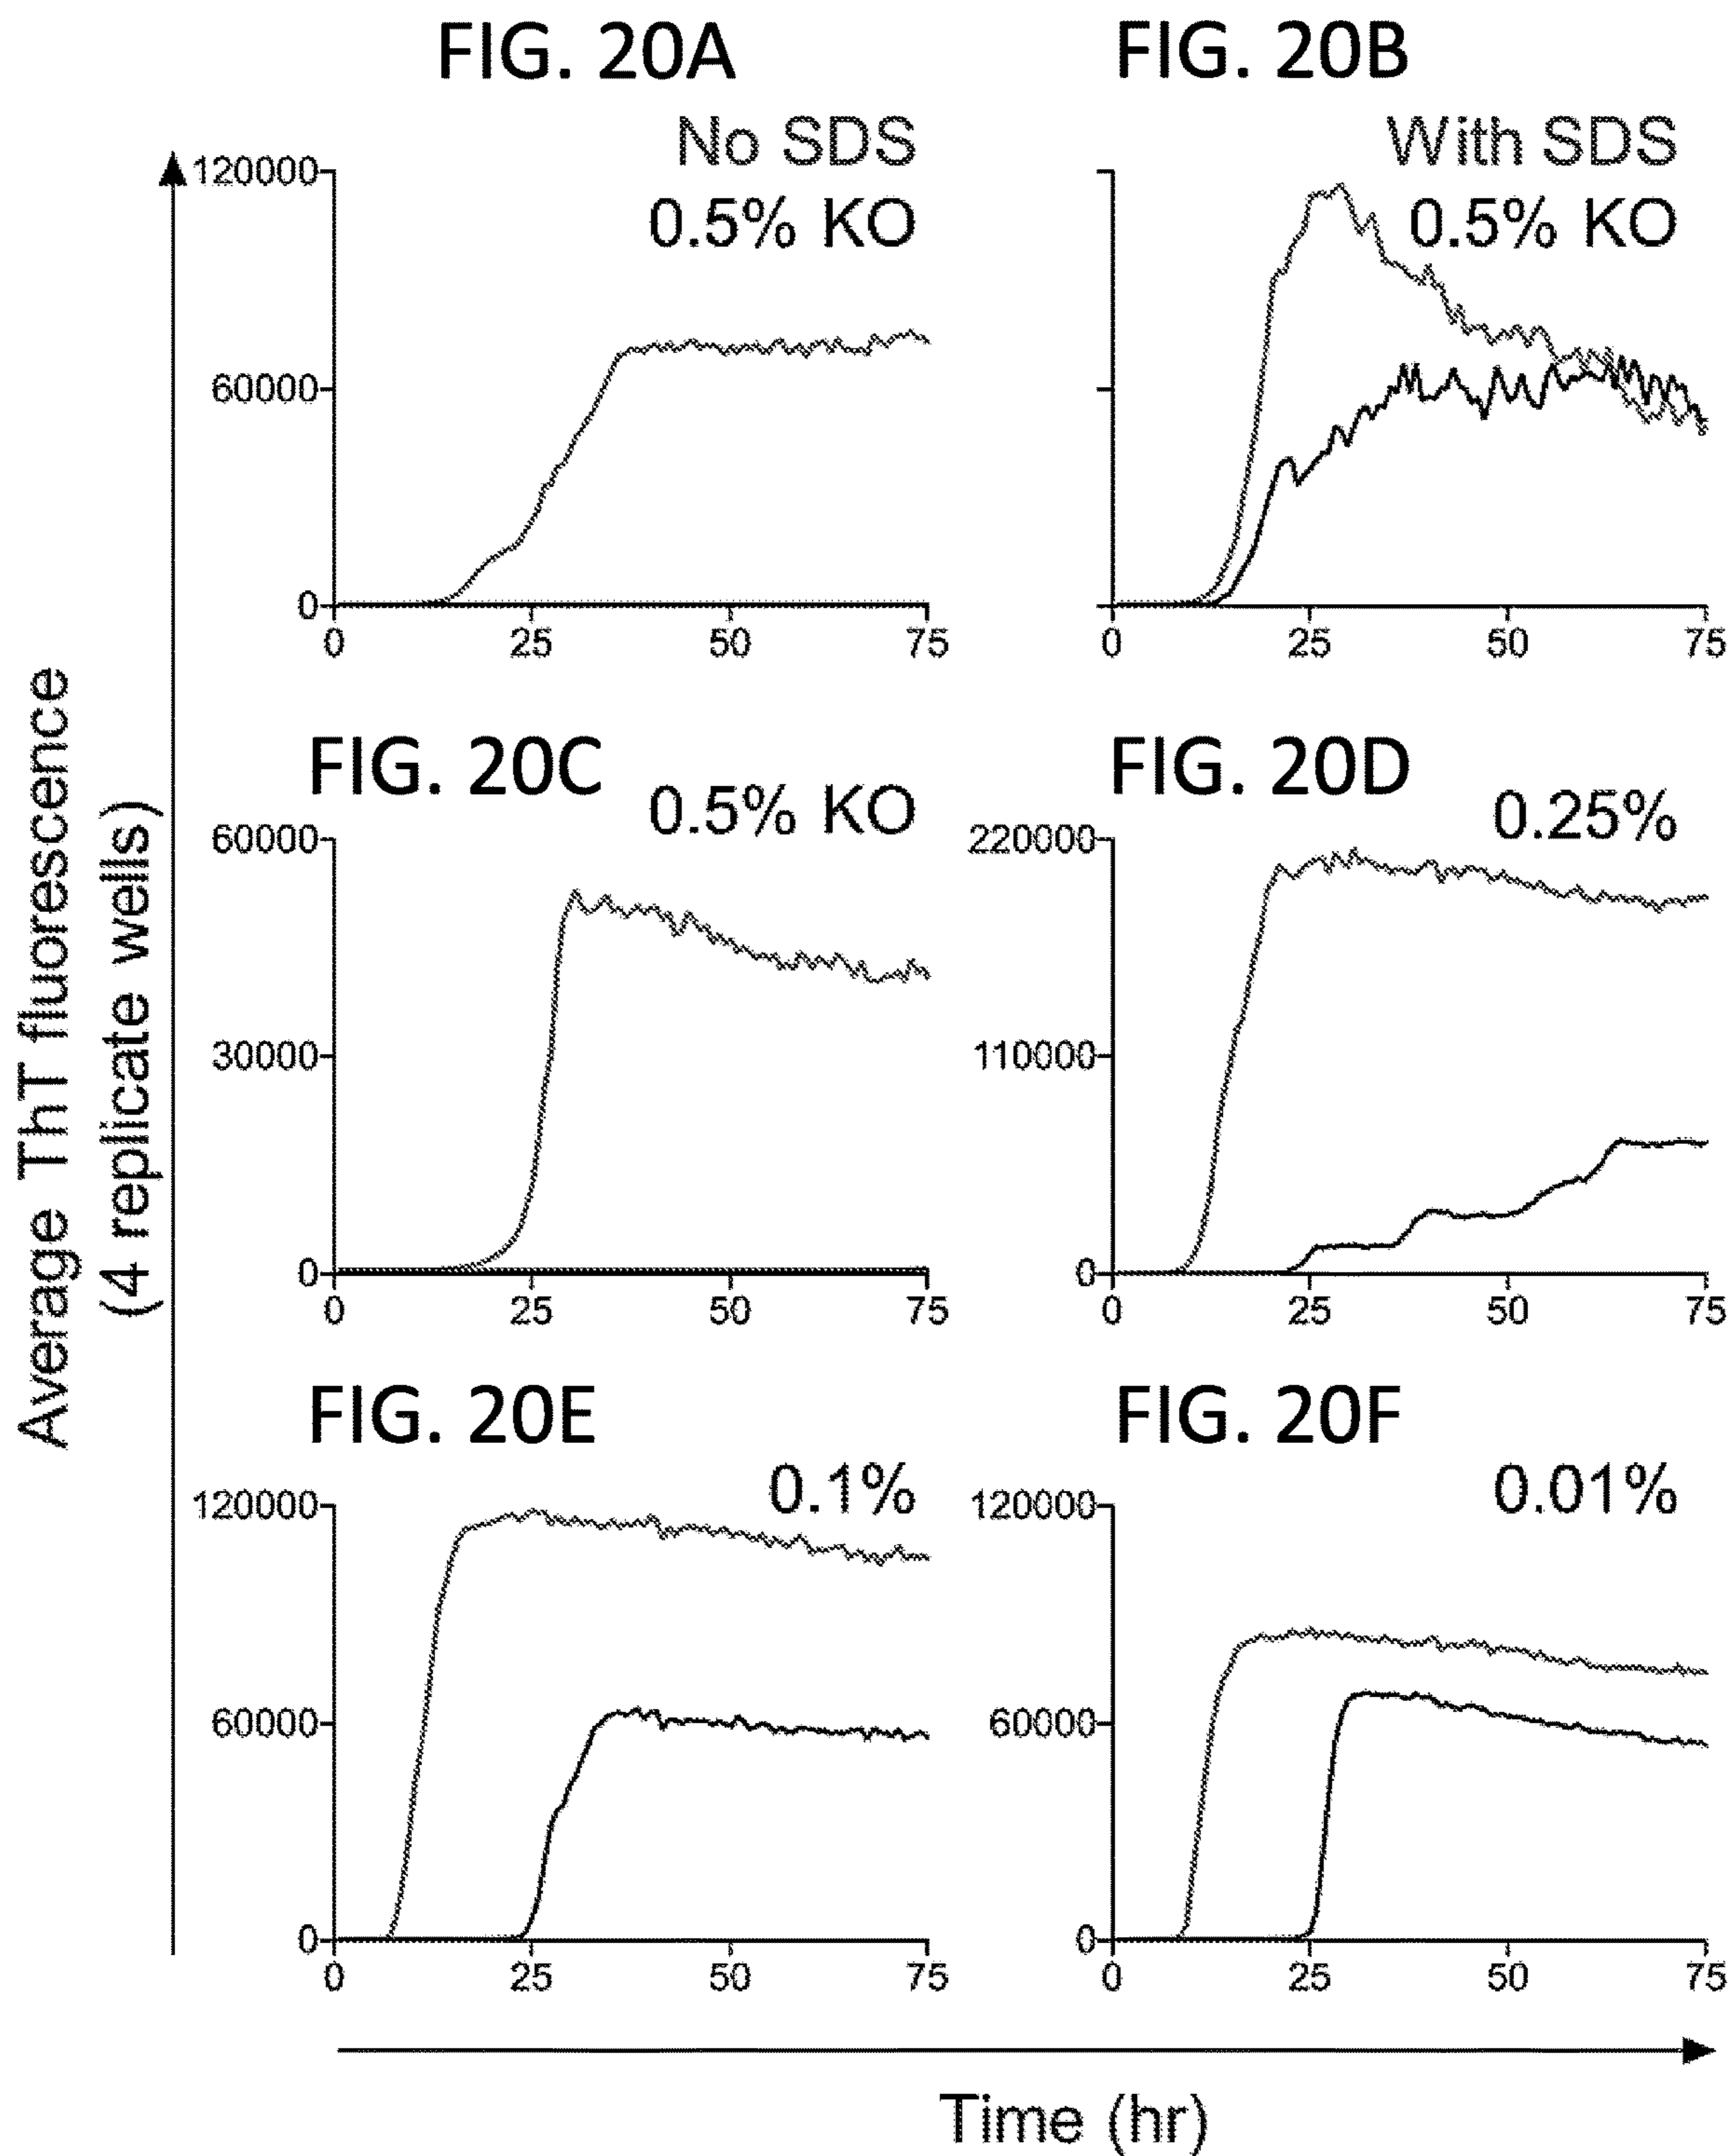 FIG. 20A
No SDS
0.5% KO
120000
60000
0
0 25 50 75
FIG. 20B
With SDS
0.5% KO
0 25 50 75
FIG. 20C
0.5% KO
60000
30000
0
0 25 50 75
FIG. 20D
0.25%
220000
110000
0
0 25 50 75
FIG. 20E
0.1%
120000
60000
0
0 25 50 75
FIG. 20F
0.01%
120000
60000
0
0 25 50 75
Average ThT fluorescence
(4 replicate wells)
Time (hr)